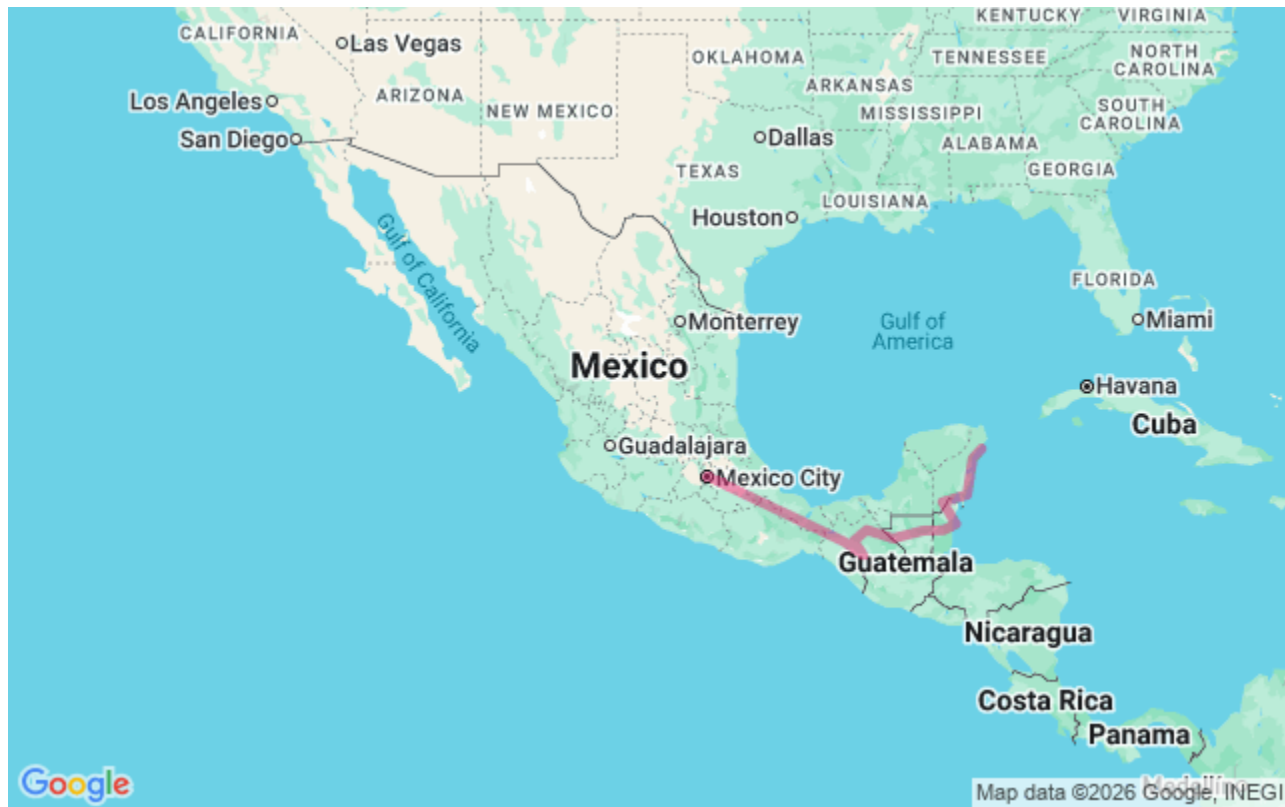 KENTUCKY
VIRGINIA
CALIFORNIA
Las Vegas
OKLAHOMA
TENNESSEE
NORTH
CAROLINA
ARKANSAS
Los Angeles
ARIZONA
NEW MEXICO
MISSISSIPPI
SOUTH
CAROLINA
San Diego
Dallas
ALABAMA
TEXAS
GEORGIA
LOUISIANA
Houston
Gulf of California
FLORIDA
Monterrey
Gulf of
America
Miami
Mexico
Havana
Cuba
Guadalajara
Mexico City
Guatemala
Nicaragua
Costa Rica
Panama
Google
Medellín
Map data ©2026 Google, INEGI